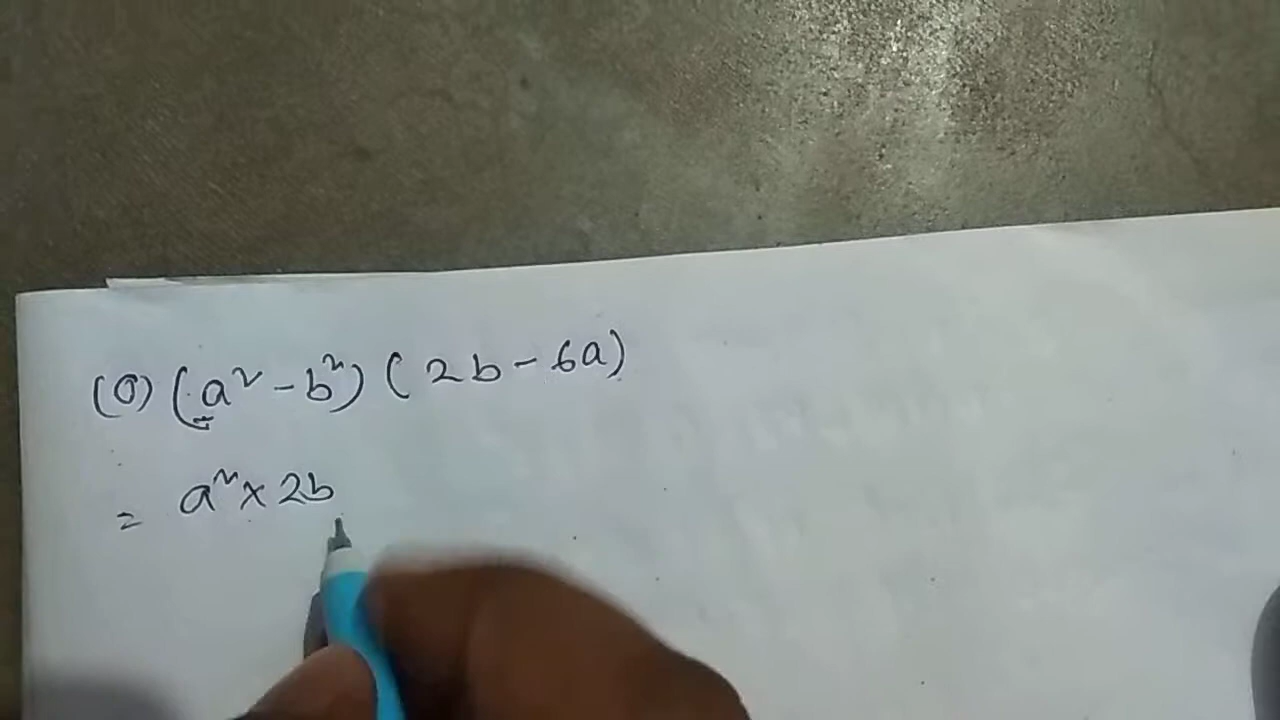 (0) (a² - b²) (2b - 6a)
= a² × 2b